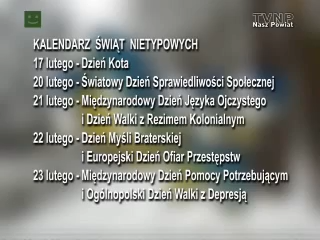 TVNP
Nasz Powiat
KALENDARZ ŚWIĄT NIETYPOWYCH
17 lutego - Dzień Kota
20 lutego - Światowy Dzień Sprawiedliwości Społecznej
21 lutego - Międzynarodowy Dzień Języka Ojczystego
i Dzień Walki z Reżimem Kolonialnym
22 lutego - Dzień Myśli Braterskiej
i Europejski Dzień Ofiar Przestępstw
23 lutego - Międzynarodowy Dzień Pomocy Potrzebującym
i Ogólnopolski Dzień Walki z Depresją